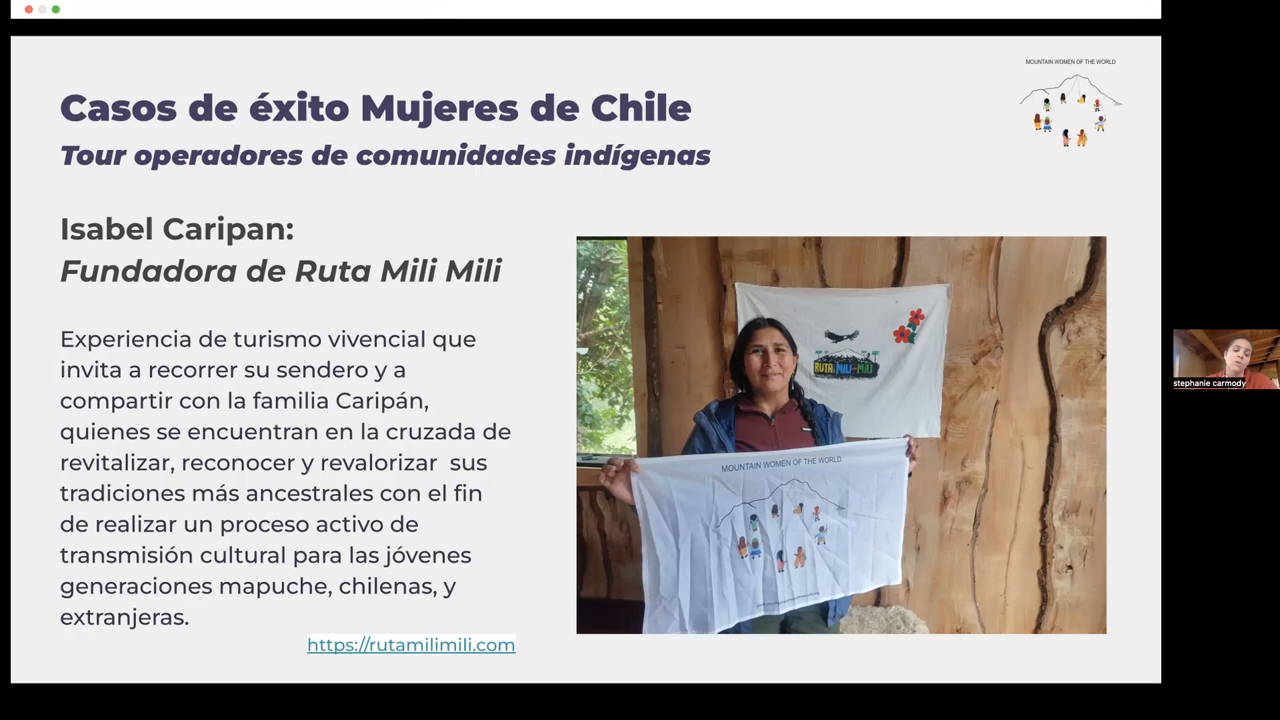 MOUNTAIN WOMEN OF THE WORLD
Casos de éxito Mujeres de Chile
Tour operadores de comunidades indígenas
Isabel Caripan:
Fundadora de Ruta Mili Mili
Experiencia de turismo vivencial que
invita a recorrer su sendero y a
compartir con la familia Caripán,
quienes se encuentran en la cruzada de
revitalizar, reconocer y revalorizar  sus
tradiciones más ancestrales con el fin
de realizar un proceso activo de
transmisión cultural para las jóvenes
generaciones mapuche, chilenas, y
extranjeras.
https://rutamilimili.com
RUTA MILI-MILI
MOUNTAIN WOMEN OF THE WORLD
stephanie carmody